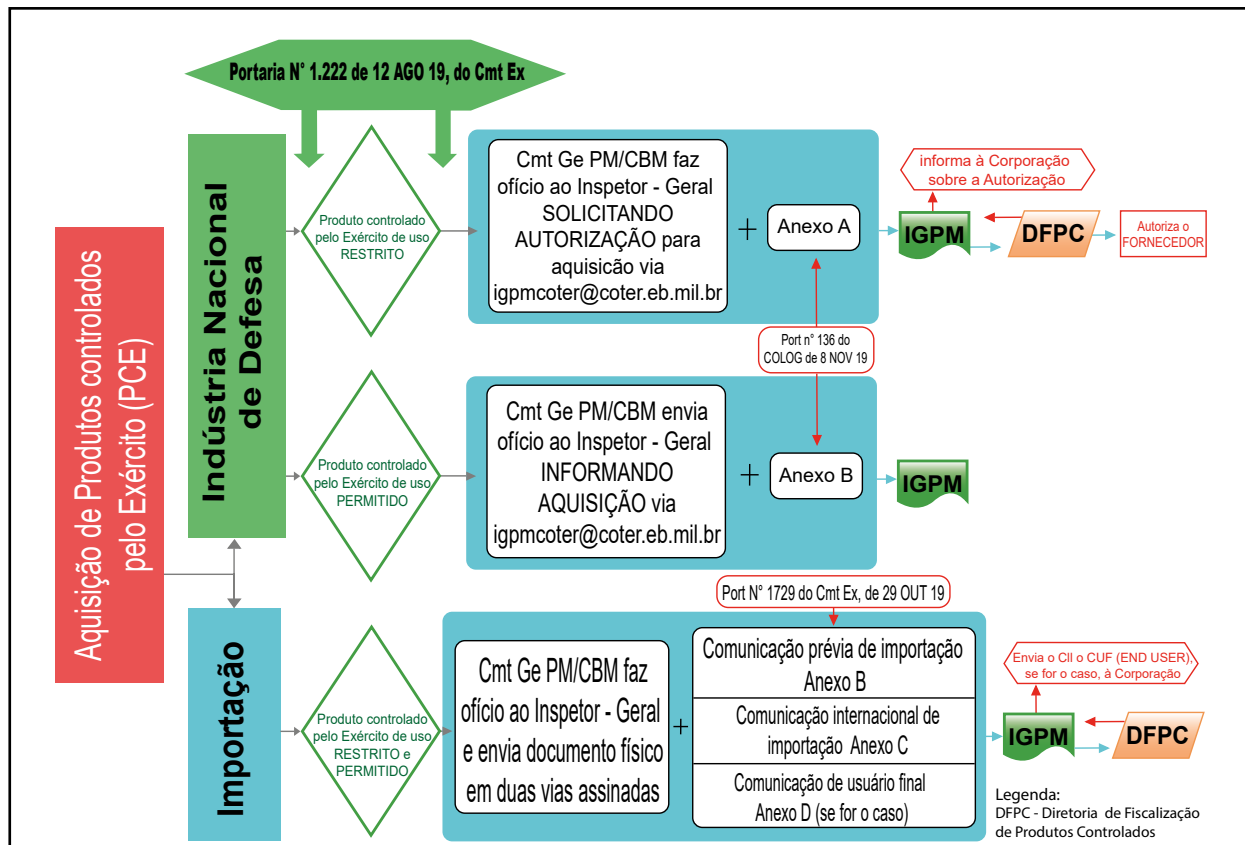 Portaria N° 1.222 de 12 AGO 19, do Cmt Ex
Aquisição de Produtos controlados
pelo Exército (PCE)
Indústria Nacional
de Defesa
Produto controlado
pelo Exército de uso
RESTRITO
Cmt Ge PM/CBM faz
ofício ao Inspetor - Geral
SOLICITANDO
AUTORIZAÇÃO para
aquisicão via
igpmcoter@coter.eb.mil.br
+
Anexo A
informa à Corporação
sobre a Autorização
IGPM
DFPC
Autoriza o
FORNECEDOR
Port n° 136 do
COLOG de 8 NOV 19
Produto controlado
pelo Exército de uso
PERMITIDO
Cmt Ge PM/CBM envia
ofício ao Inspetor - Geral
INFORMANDO
AQUISIÇÃO via
igpmcoter@coter.eb.mil.br
+
Anexo B
IGPM
Importação
Produto controlado
pelo Exército de uso
RESTRITO e
PERMITIDO
Cmt Ge PM/CBM faz
ofício ao Inspetor - Geral
e envia documento físico
em duas vias assinadas
+
Port N° 1729 do Cmt Ex, de 29 OUT 19
Comunicação prévia de importação
Anexo B
Comunicação internacional de
importação Anexo C
Comunicação de usuário final
Anexo D (se for o caso)
Envia o CII o CUF (END USER),
se for o caso, à Corporação
IGPM
DFPC
Legenda:
DFPC - Diretoria de Fiscalização
de Produtos Controlados